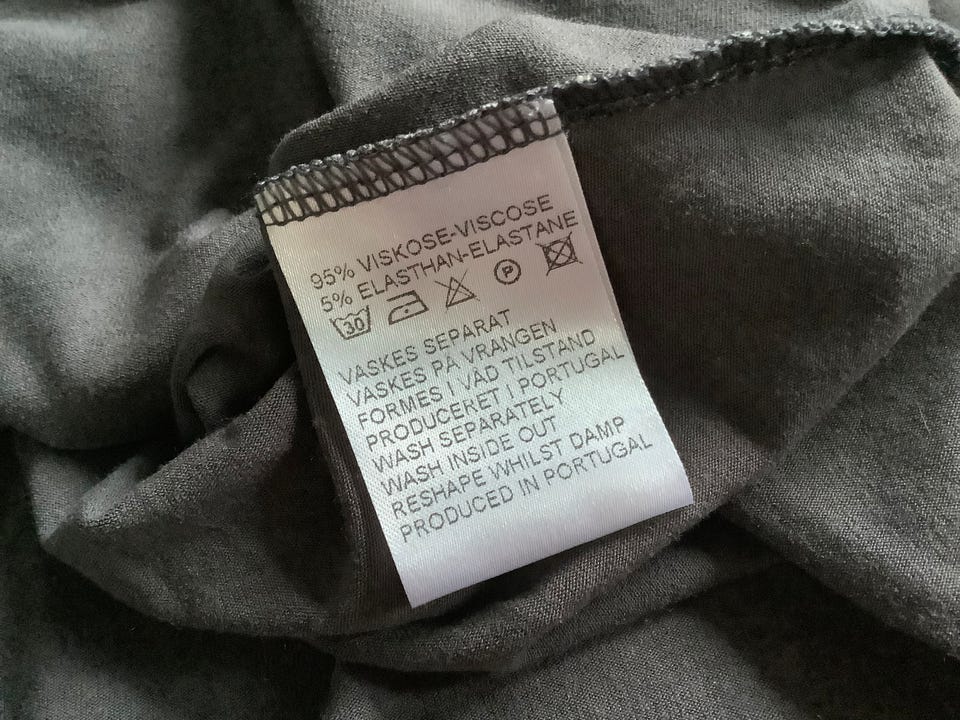 95% VISKOSE-VISCOSE
5% ELASTHAN-ELASTANE
30 P
VASKES SEPARAT
VASKES PÅ VRANGEN
FORMES I VÅD TILSTAND
PRODUCEKET I PORTUGAL
WASH SEPARATELY
WASH INSIDE OUT
RESHAPE WHILST DAMP
PRODUCED IN PORTUGAL